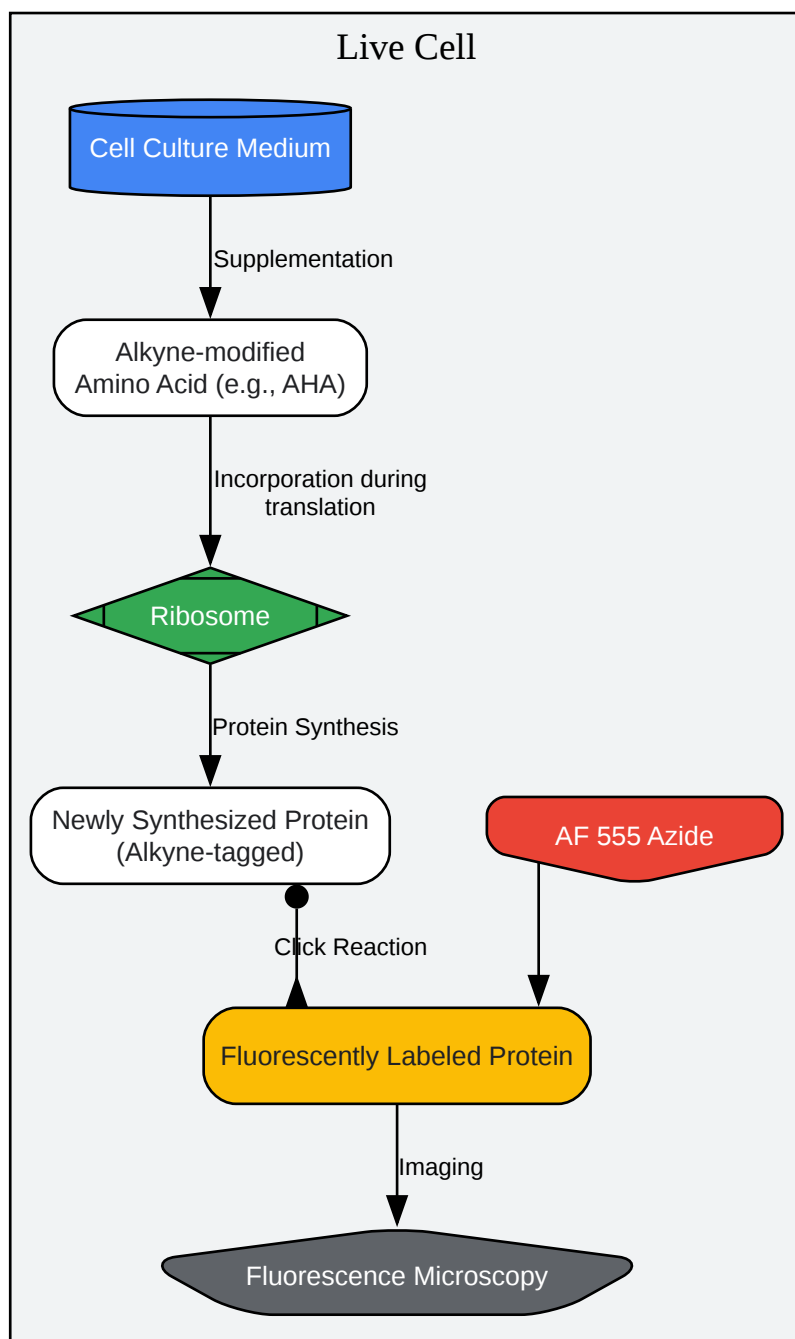 Live Cell
Cell Culture Medium
Supplementation
Alkyne-modified
Amino Acid (e.g., AHA)
Incorporation during
translation
Ribosome
Protein Synthesis
Newly Synthesized Protein
(Alkyne-tagged)
AF 555 Azide
Click Reaction
Fluorescently Labeled Protein
Imaging
Fluorescence Microscopy